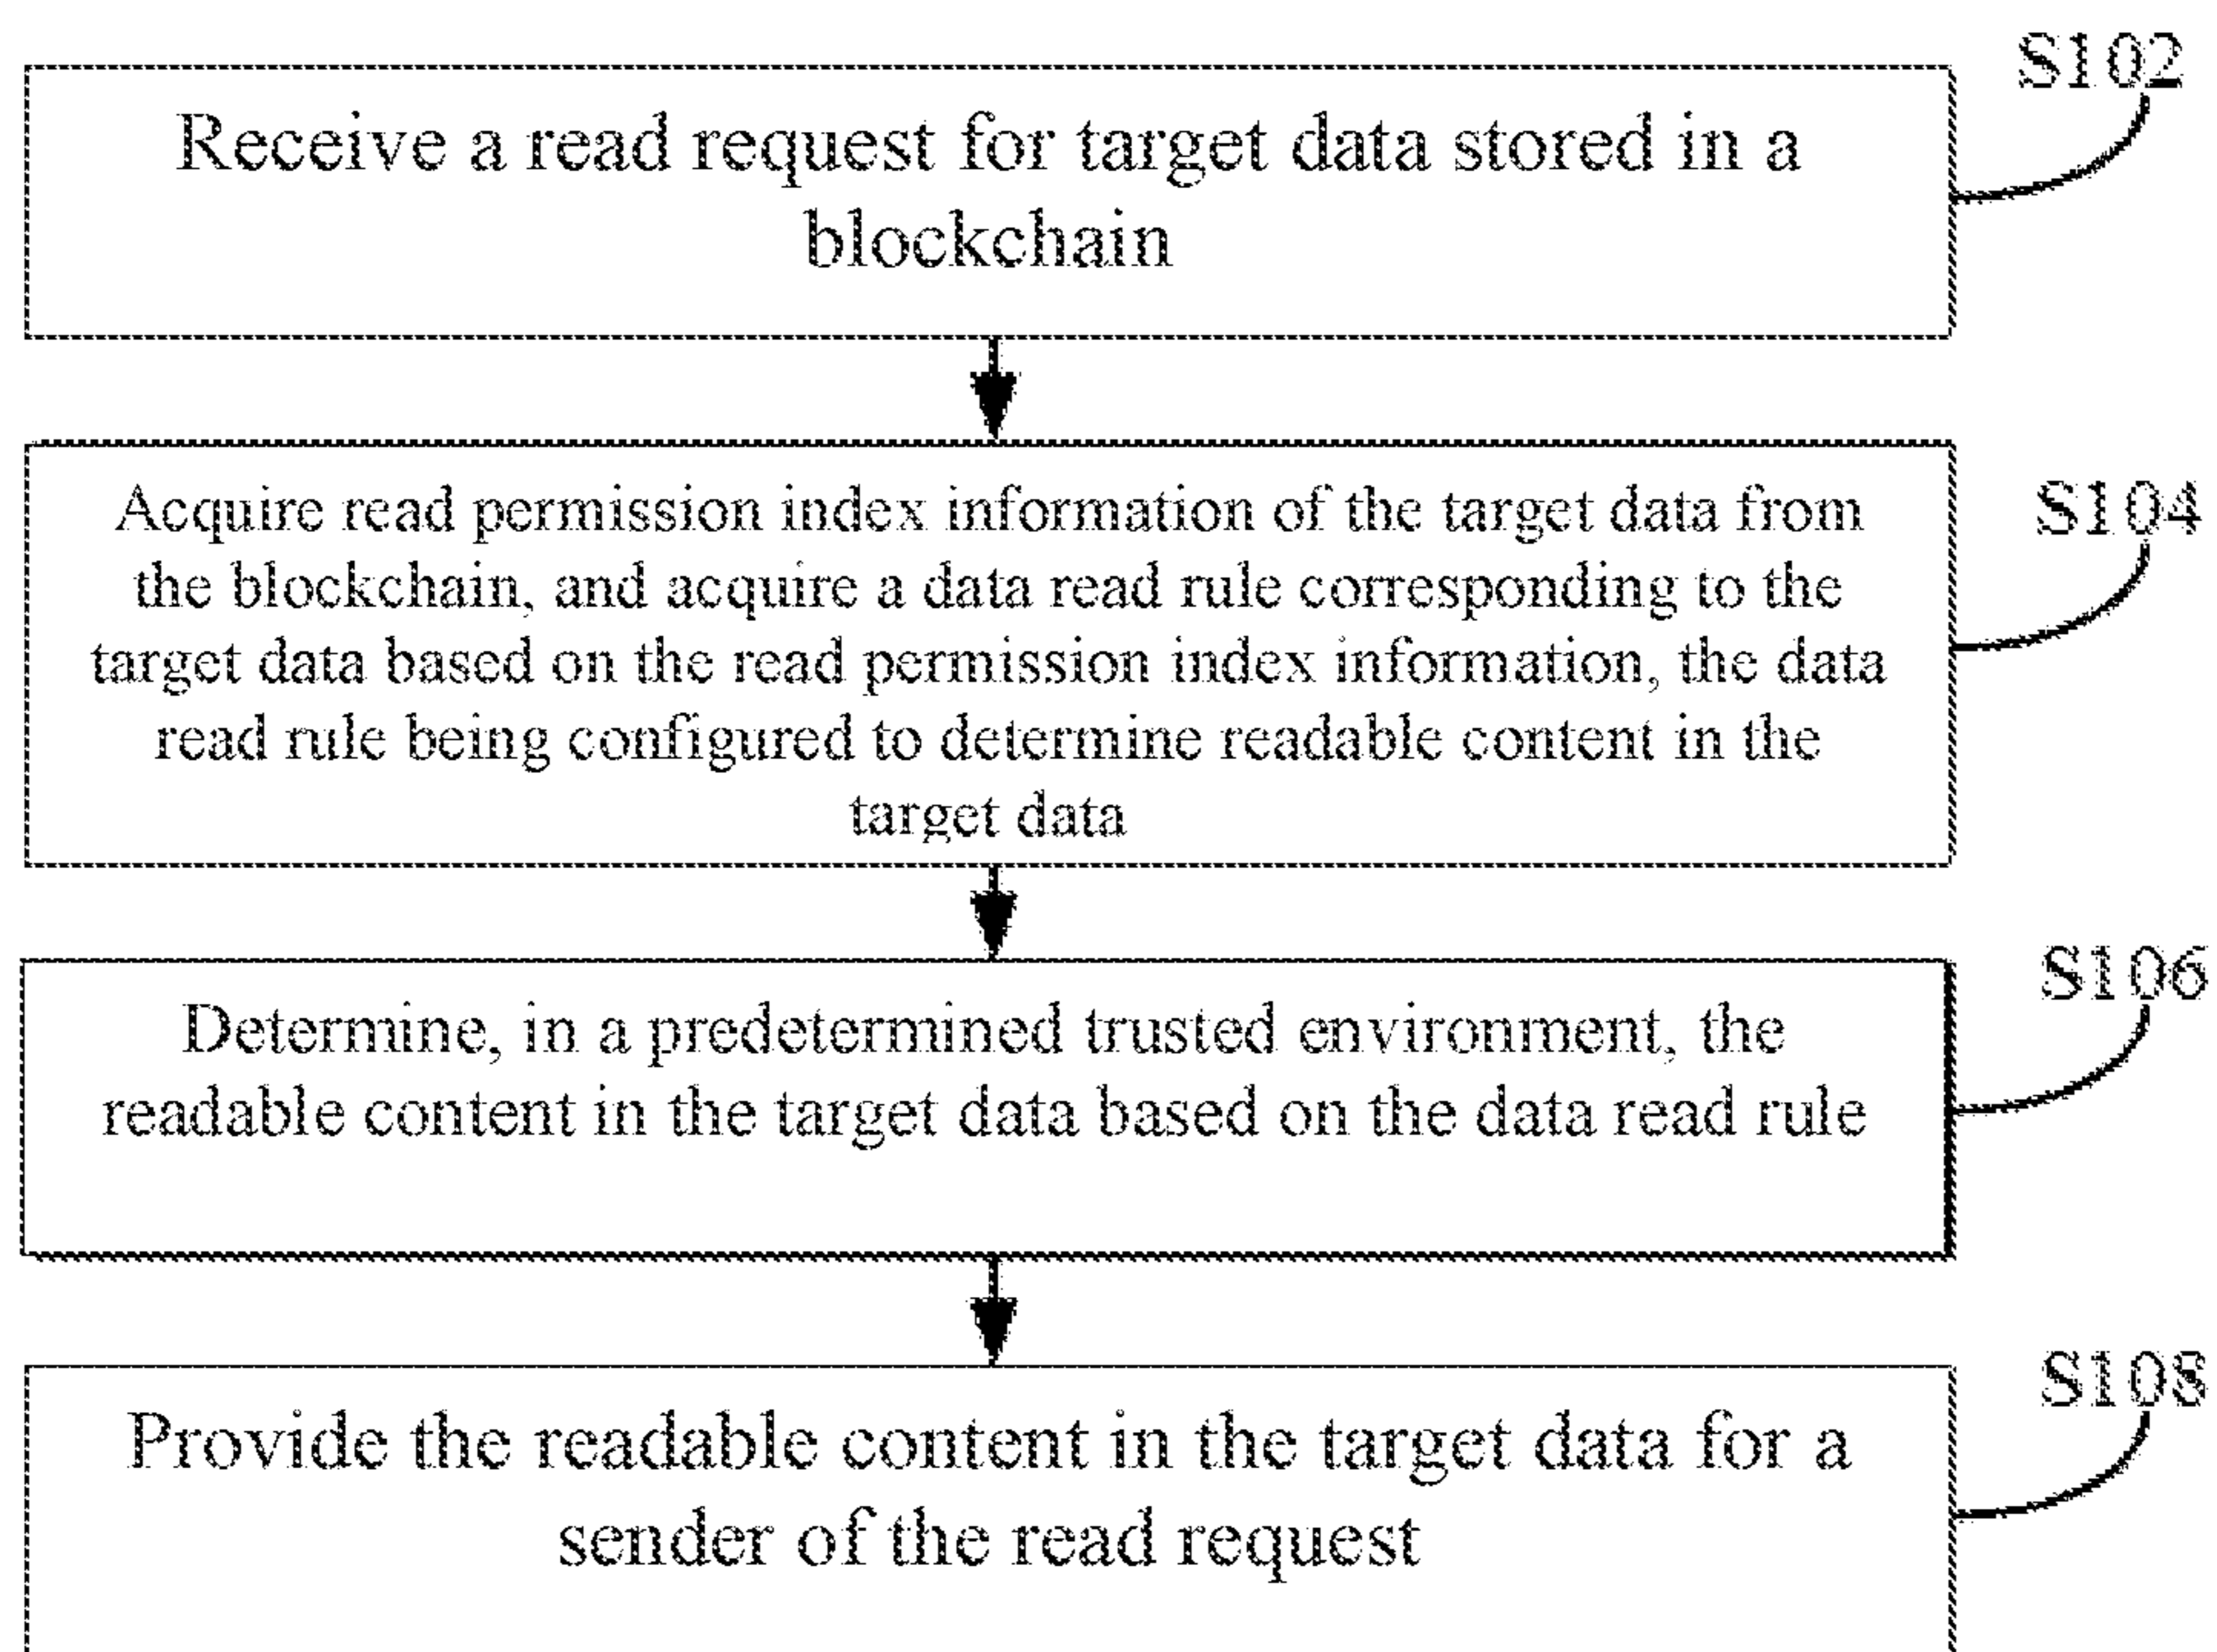 S102
Receive a read request for target data stored in a
blockchain
S104
Acquire read permission index information of the target data from
the blockchain, and acquire a data read rule corresponding to the
target data based on the read permission index information, the data
read rule being configured to determine readable content in the
target data
S106
Determine, in a predetermined trusted environment, the
readable content in the target data based on the data read rule
S108
Provide the readable content in the target data for a
sender of the read request